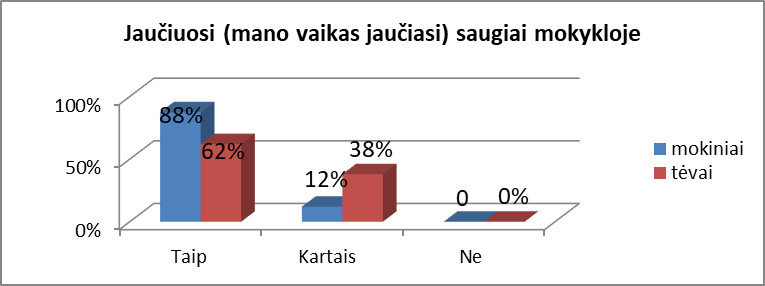 Jaučiuosi (mano vaikas jaučiasi) saugiai mokykloje
100%
50%
0%
88%
62%
12%
38%
0
0%
Taip
Kartais
Ne
mokiniai
tėvai